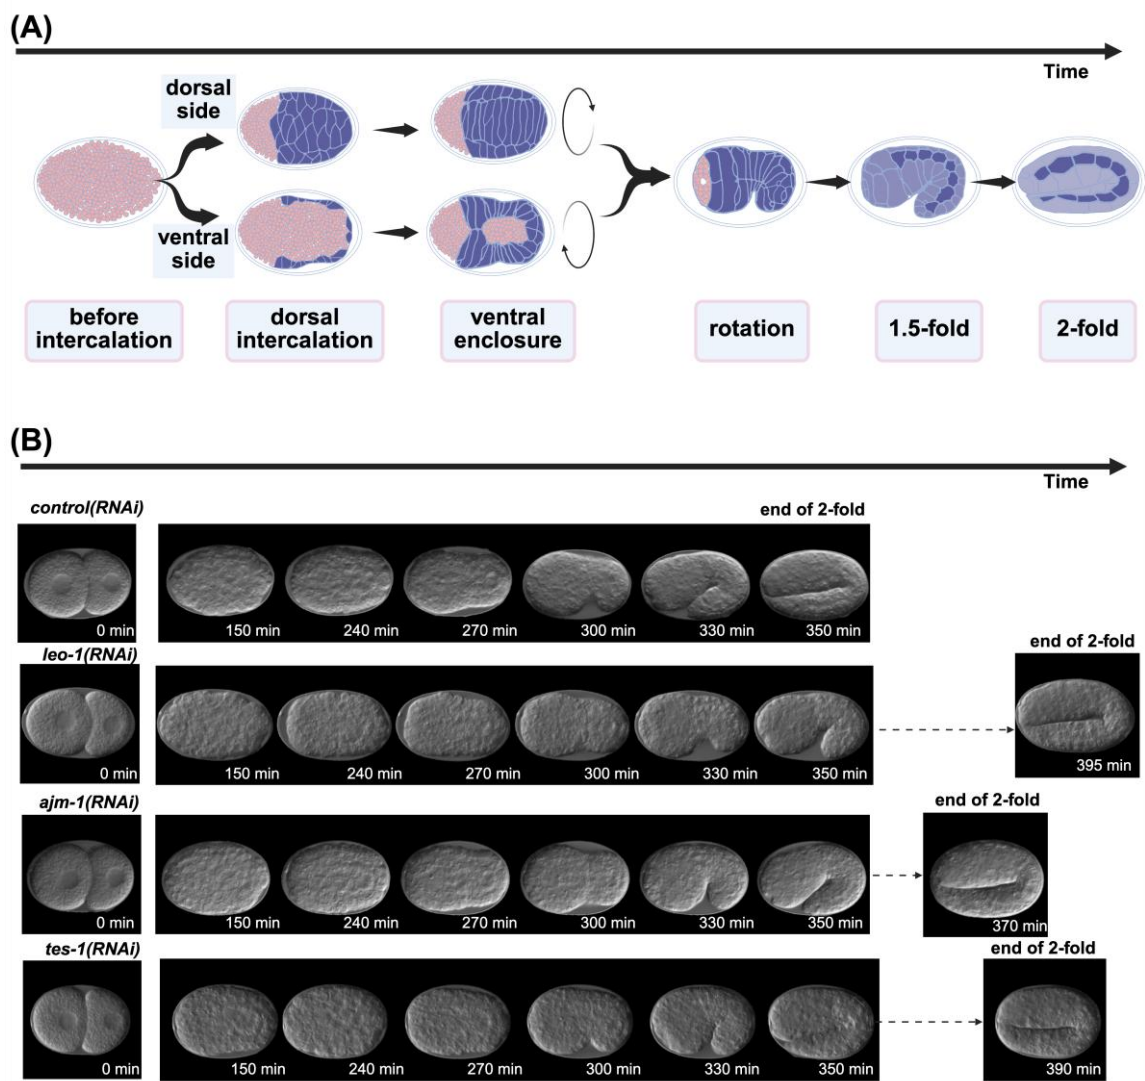 (A)
Time
dorsal
side
ventral
side
before
intercalation
dorsal
intercalation
ventral
enclosure
rotation
1.5-fold
2-fold
(B)
Time
control(RNAi)
end of 2-fold
0 min
150 min
240 min
270 min
300 min
330 min
350 min
leo-1(RNAi)
end of 2-fold
0 min
150 min
240 min
270 min
300 min
330 min
350 min
395 min
ajm-1(RNAi)
end of 2-fold
0 min
150 min
240 min
270 min
300 min
330 min
350 min
370 min
tes-1(RNAi)
end of 2-fold
0 min
150 min
240 min
270 min
300 min
330 min
350 min
390 min